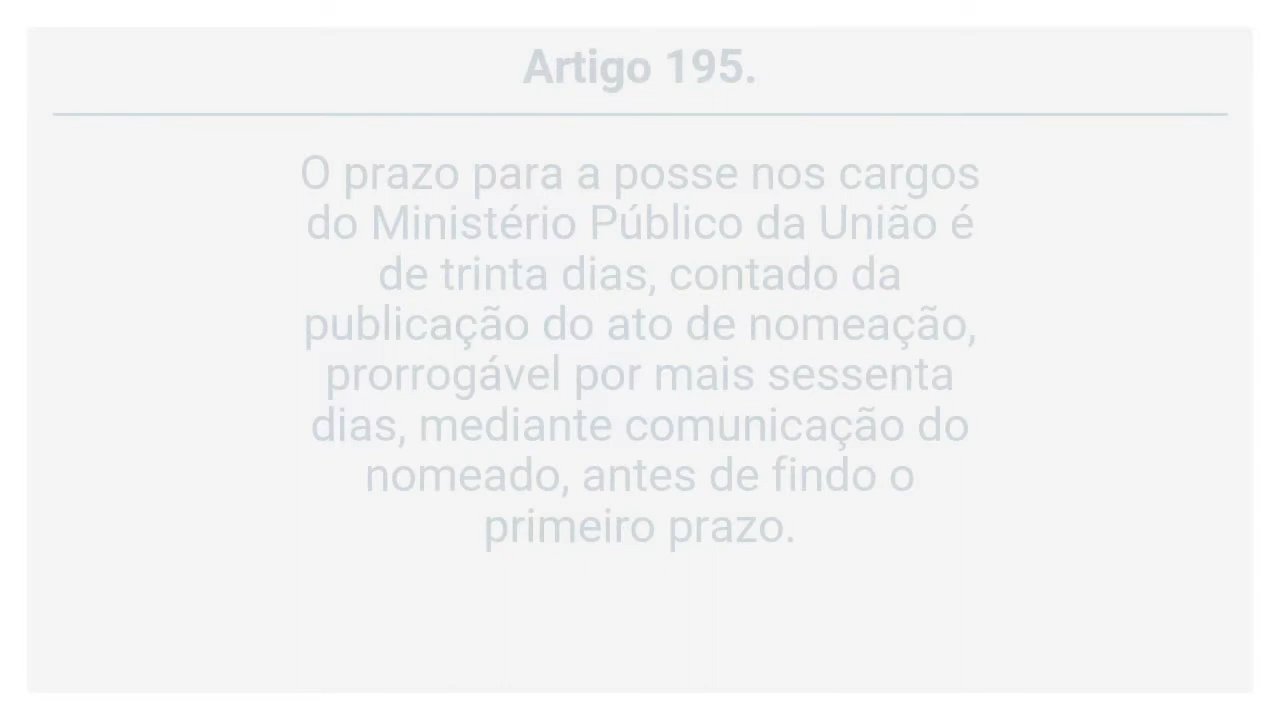 Artigo 195.
O prazo para a posse nos cargos
do Ministério Público da União é
de trinta dias, contado da
publicação do ato de nomeação,
prorrogável por mais sessenta
dias, mediante comunicação do
nomeado, antes de findo o
primeiro prazo.